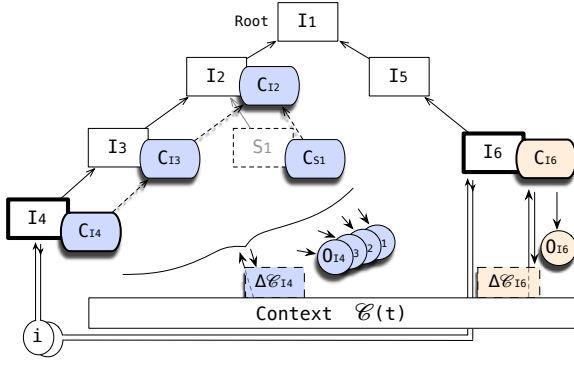 Root
I1
I2
CI2
I5
I3
CI3
S1
CS1
I6
CI6
I4
CI4
OI4
3
2
1
OI6
Δ𝒞I4
Δ𝒞I6
Context 𝒞(t)
i